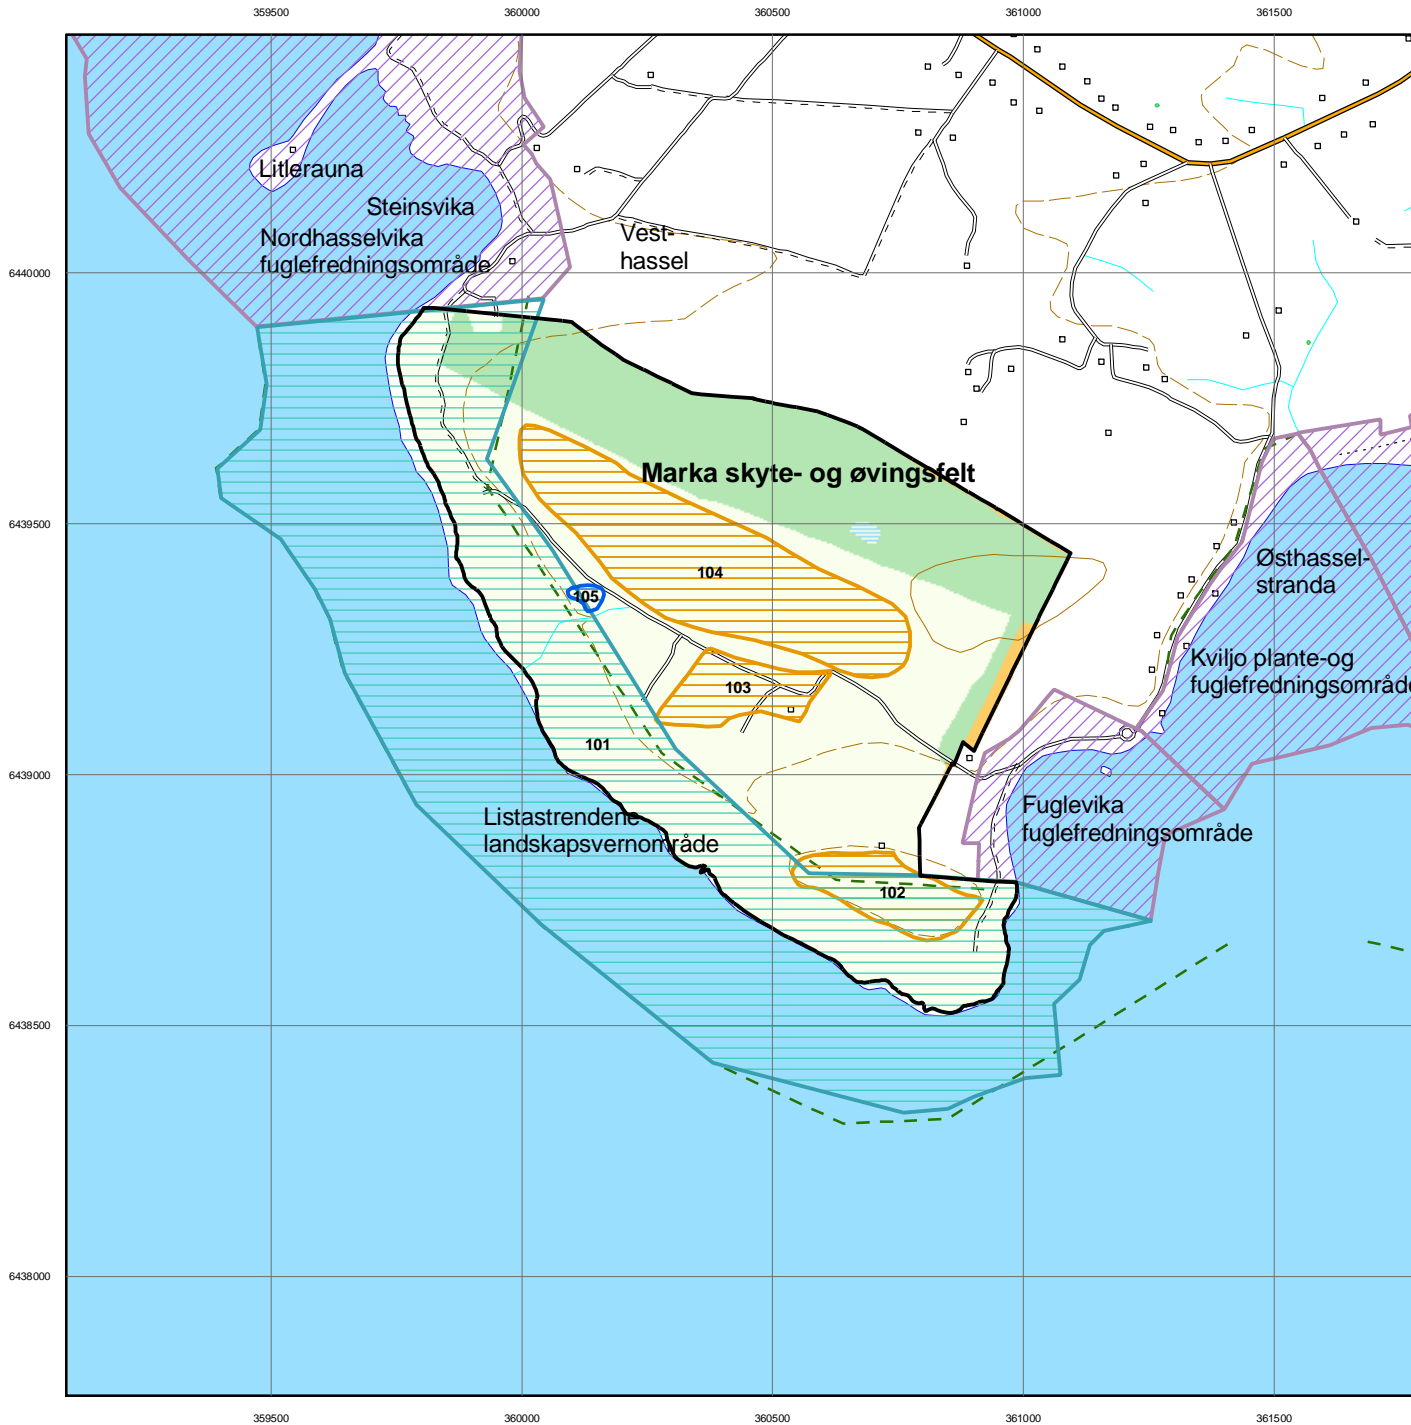 359500 360000 360500 361000 361500
Litlerauna
Steinsvika
Nordhasselvika
fuglefredningsområde
Vest-
hassel
6440000
Marka skyte- og øvingsfelt
6439500
Østhassel-
stranda
104
105
Kviljo plante-og
fuglefredningsområde
103
101
6439000
Listastrendene
landskapsvernområde
Fuglevika
fuglefredningsområde
102
6438500
6438000
359500 360000 360500 361000 361500